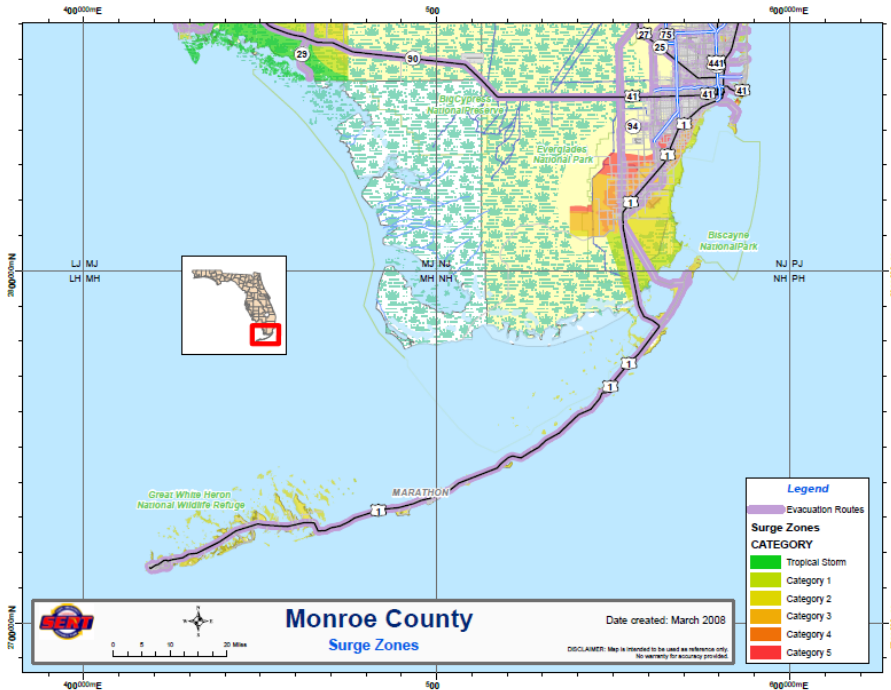 400000mE
500
600000mE
27
75
25
29
90
441
41
41
41
BigCypress
National Preserve
94
1
Everglades
National Park
1
1
Biscayne
NationalPark
LJ MJ
MJ NJ
NJ PJ
LH MH
MH NH
NH PH
2800000mN
1
1
Great White Heron
National Wildlife Refuge
MARATHON
1
Legend
Evacuation Routes
Surge Zones
CATEGORY
Tropical Storm
Category 1
Category 2
Category 3
Category 4
Category 5
SERT
N
Monroe County
Surge Zones
0 5 10 20 Miles
Date created: March 2008
DISCLAIMER: Map is intended to be used as reference only.
No warranty for accuracy provided.
2700000mN
400000mE
500
600000mE